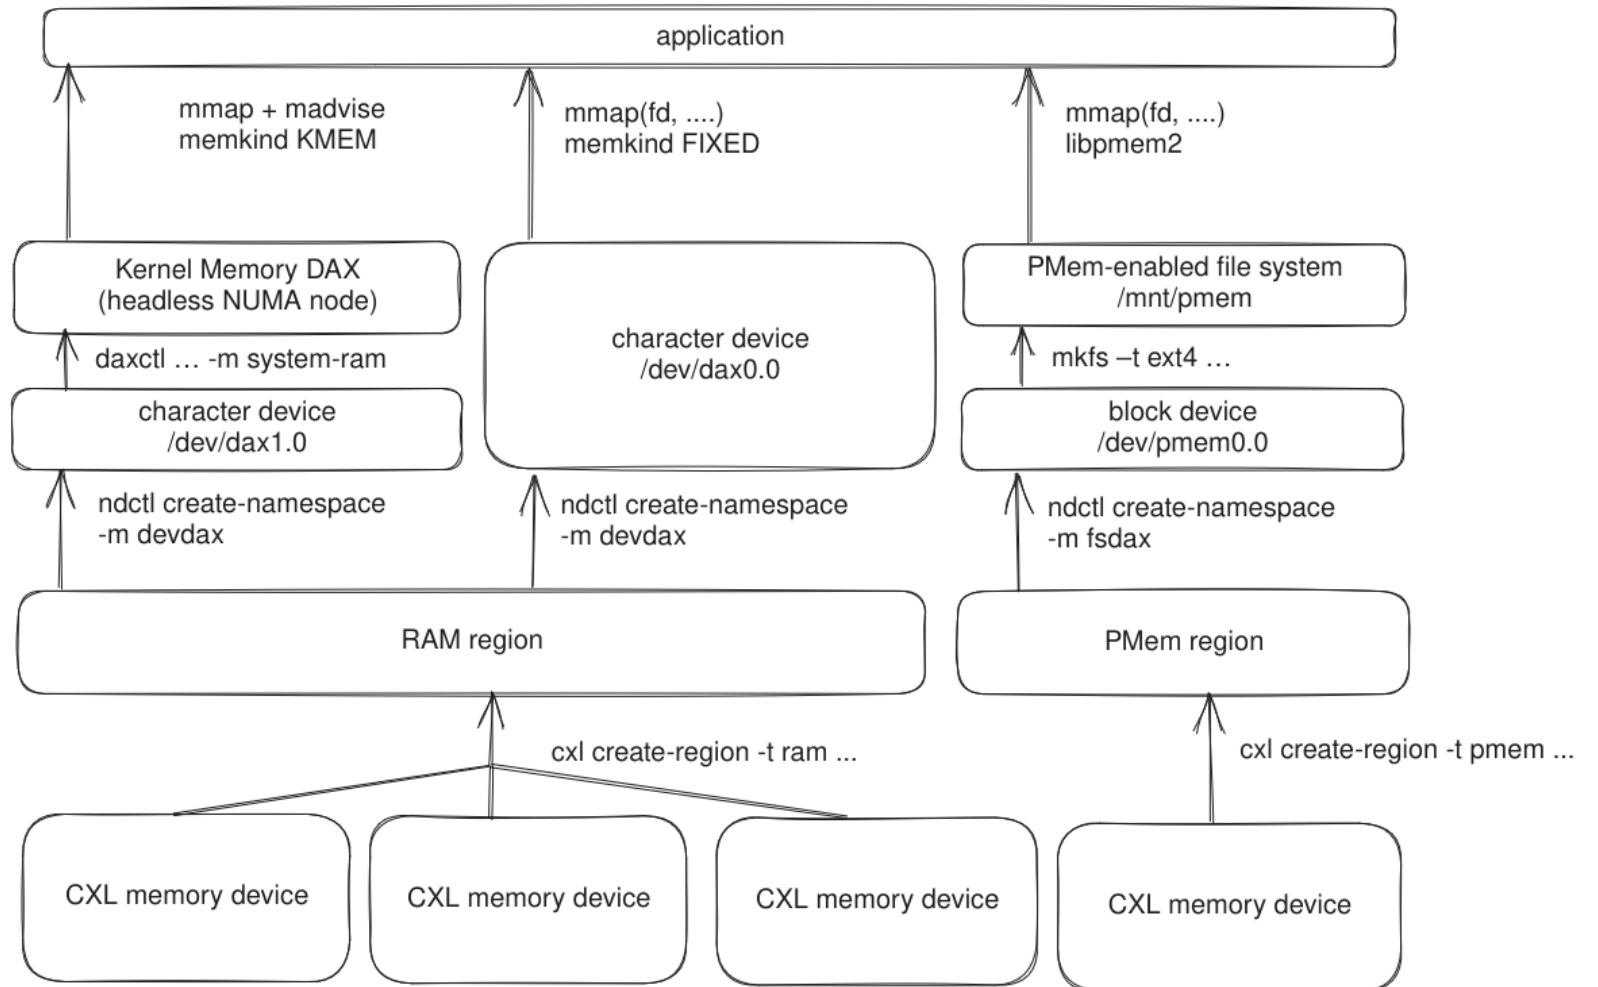 application
mmap + madvise
memkind KMEM
mmap(fd, ....)
memkind FIXED
mmap(fd, ....)
libpmem2
Kernel Memory DAX
(headless NUMA node)
character device
/dev/dax0.0
PMem-enabled file system
/mnt/pmem
daxctl … -m system-ram
mkfs –t ext4 …
character device
/dev/dax1.0
block device
/dev/pmem0.0
ndctl create-namespace
-m devdax
ndctl create-namespace
-m devdax
ndctl create-namespace
-m fsdax
RAM region
PMem region
cxl create-region -t ram ...
cxl create-region -t pmem ...
CXL memory device
CXL memory device
CXL memory device
CXL memory device